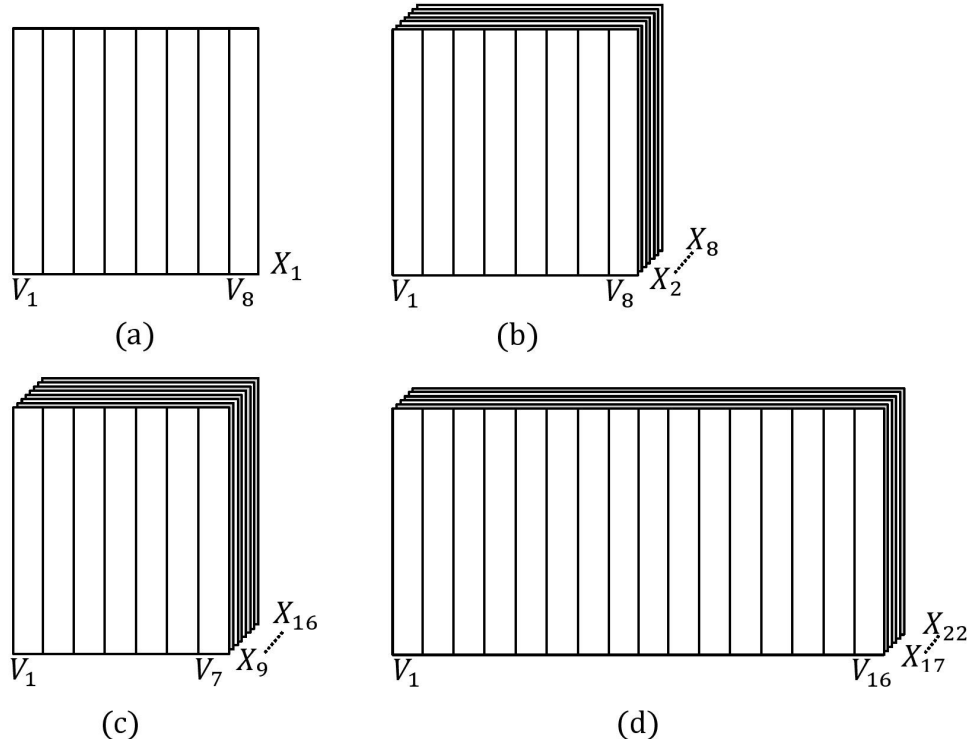 X₁
V₁ V₈
(a)
X₈
X₂
V₁ V₈
(b)
X₁₆
X₉
V₁ V₇
(c)
X₂₂
X₁₇
V₁ V₁₆
(d)